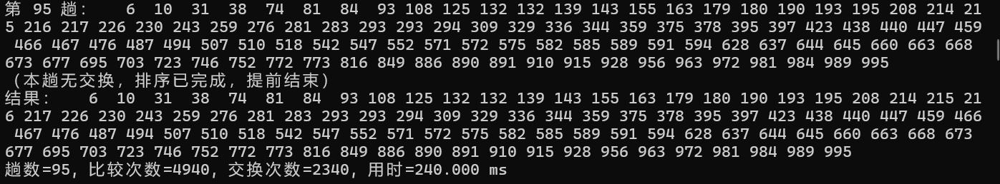 第 95 趟:    6  10  31  38  74  81  84  93 108 125 132 132 139 143 155 163 179 180 190 193 195 208 214 21
5 216 217 226 230 243 259 276 281 283 293 293 294 309 329 336 344 359 375 378 395 397 423 438 440 447 459
 466 467 476 487 494 507 510 518 542 547 552 571 572 575 582 585 589 591 594 628 637 644 645 660 663 668
673 677 695 703 723 746 752 772 773 816 849 886 890 891 910 915 928 956 963 972 981 984 989 995
（本趟无交换，排序已完成，提前结束）
结果:    6  10  31  38  74  81  84  93 108 125 132 132 139 143 155 163 179 180 190 193 195 208 214 215 21
6 217 226 230 243 259 276 281 283 293 293 294 309 329 336 344 359 375 378 395 397 423 438 440 447 459 466
 467 476 487 494 507 510 518 542 547 552 571 572 575 582 585 589 591 594 628 637 644 645 660 663 668 673
677 695 703 723 746 752 772 773 816 849 886 890 891 910 915 928 956 963 972 981 984 989 995
趟数=95, 比较次数=4940, 交换次数=2340, 用时=240.000 ms